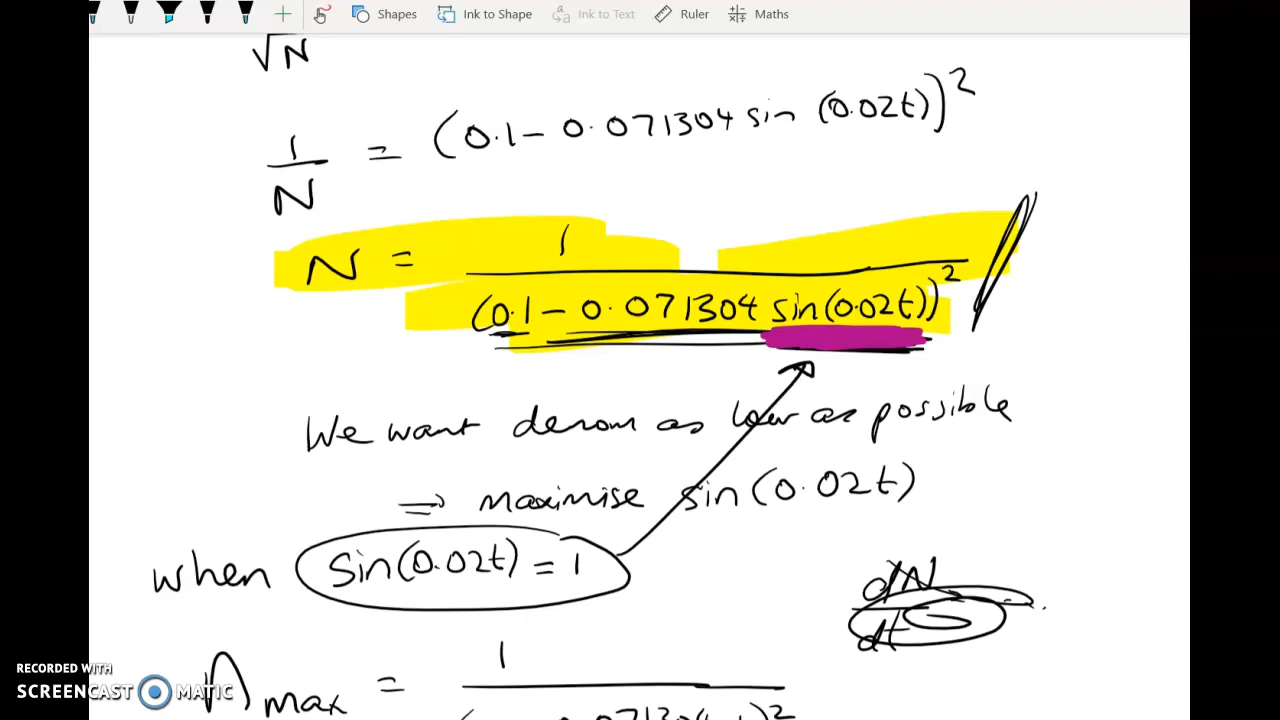 Shapes Ink to Shape Ink to Text Ruler Maths
√N
1/N = (0.1 - 0.071304 sin (0.02t))²
N = 1/(0.1 - 0.071304 sin(0.02t))²
We want denom as low as possible
⇒ maximise sin(0.02t)
when sin(0.02t) = 1
dN/dt
RECORDED WITH
SCREENCAST MATIC
Nmax = 1